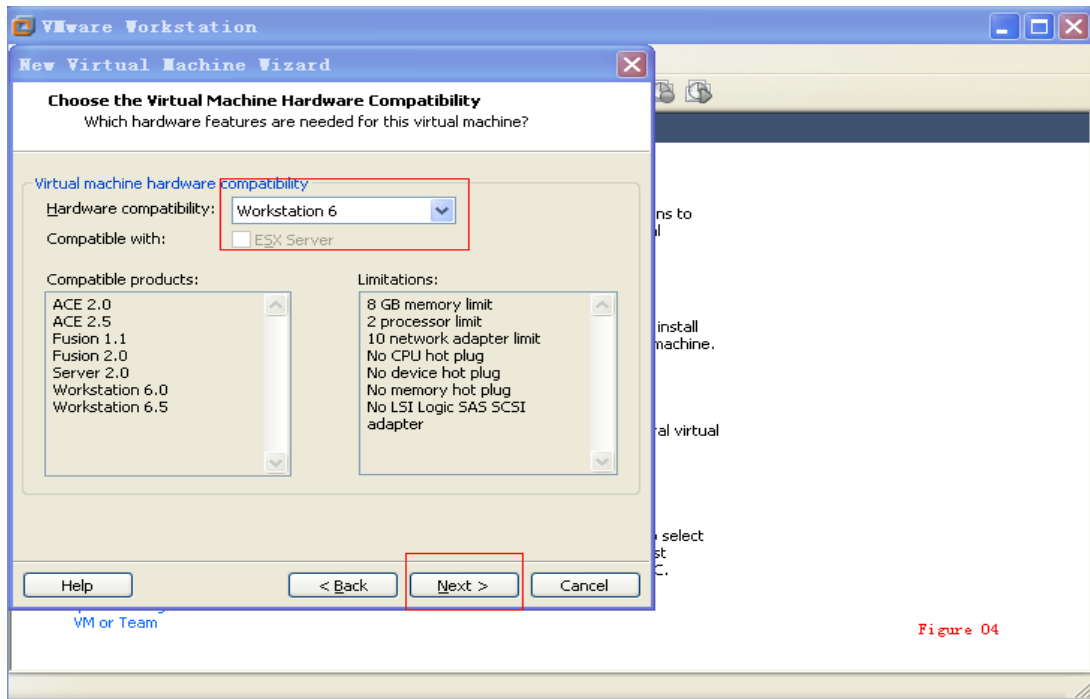 VMware Workstation
New Virtual Machine Wizard
Choose the Virtual Machine Hardware Compatibility
Which hardware features are needed for this virtual machine?
Virtual machine hardware compatibility
Hardware compatibility: Workstation 6
Compatible with: ESX Server
Compatible products:
ACE 2.0
ACE 2.5
Fusion 1.1
Fusion 2.0
Server 2.0
Workstation 6.0
Workstation 6.5
Limitations:
8 GB memory limit
2 processor limit
10 network adapter limit
No CPU hot plug
No device hot plug
No memory hot plug
No LSI Logic SAS SCSI
adapter
ns to
install
machine.
al virtual
select
st
C.
Help < Back Next > Cancel
VM or Team
Figure 04